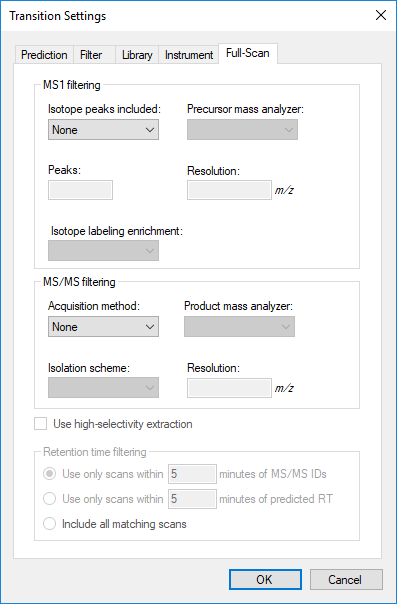 Transition Settings
Prediction Filter Library Instrument Full-Scan
MS1 filtering
Isotope peaks included: Precursor mass analyzer:
None
Peaks: Resolution:
m/z
Isotope labeling enrichment:
MS/MS filtering
Acquisition method: Product mass analyzer:
None
Isolation scheme: Resolution:
m/z
Use high-selectivity extraction
Retention time filtering
Use only scans within 5 minutes of MS/MS IDs
Use only scans within 5 minutes of predicted RT
Include all matching scans
OK Cancel